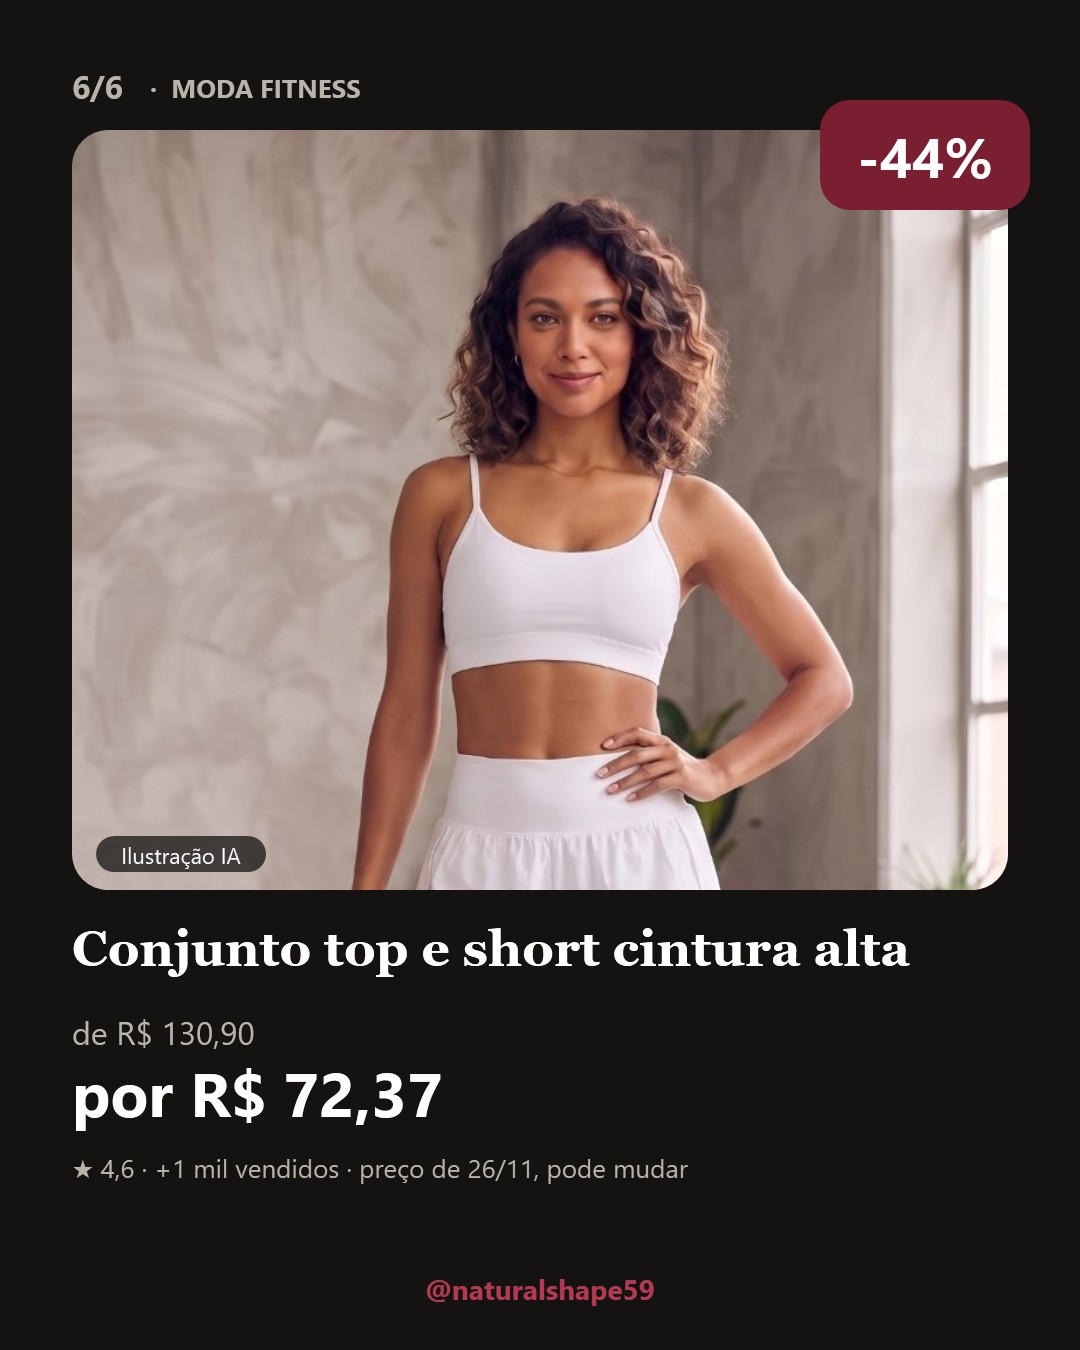 6/6 · MODA FITNESS
-44%
Ilustração IA
Conjunto top e short cintura alta
de R$ 130,90
por R$ 72,37
★ 4,6 · +1 mil vendidos · preço de 26/11, pode mudar
@naturalshape59